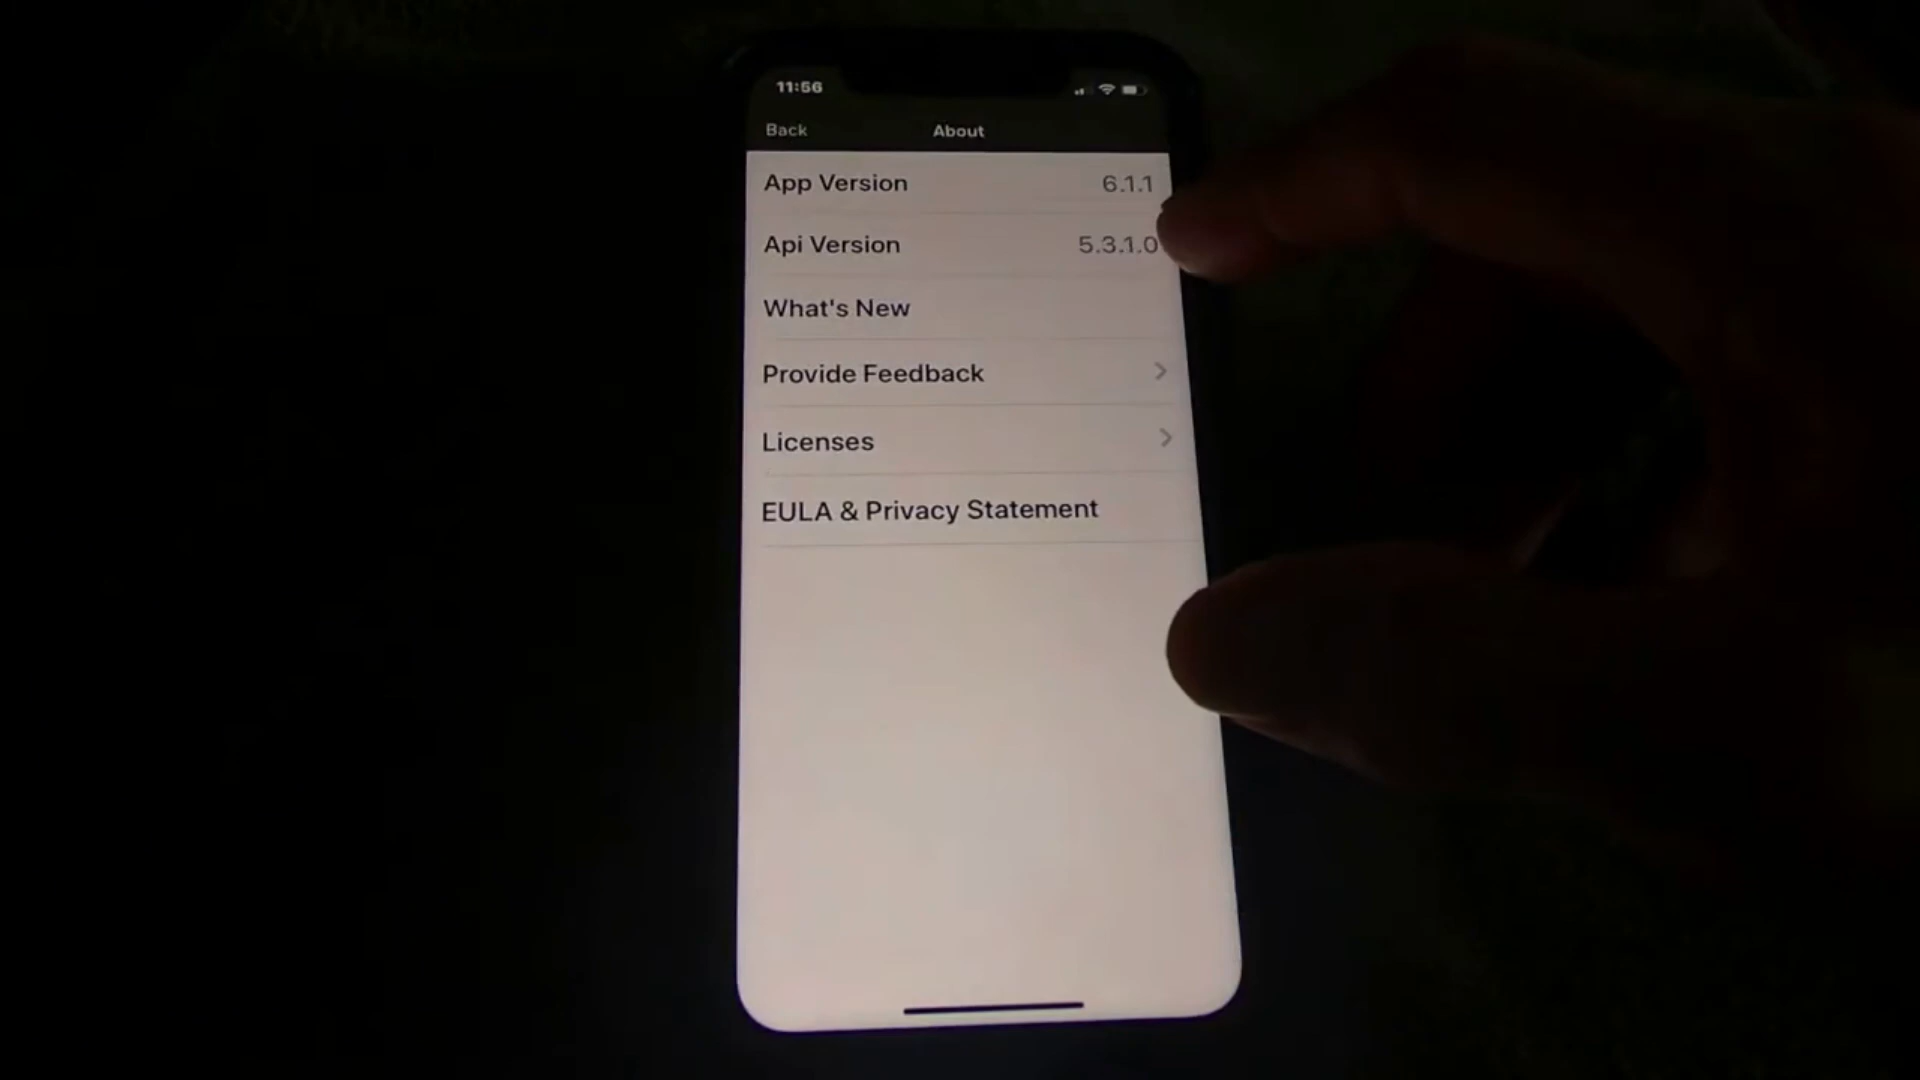 11:56
Back About
App Version 6.1.1
Api Version 5.3.1.0
What's New
Provide Feedback
Licenses
EULA & Privacy Statement